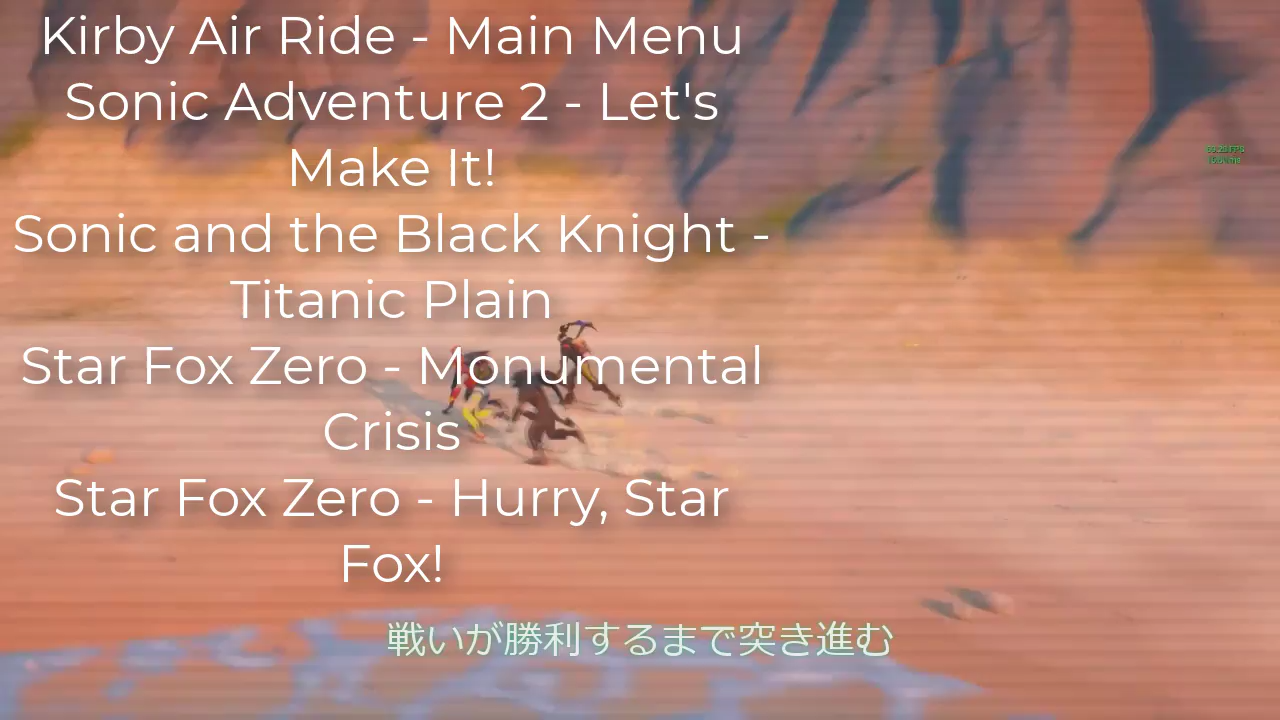 Kirby Air Ride - Main Menu
Sonic Adventure 2 - Let's
Make It!
Sonic and the Black Knight -
Titanic Plain
Star Fox Zero - Monumental
Crisis
Star Fox Zero - Hurry, Star
Fox!
戦いが勝利するまで突き進む